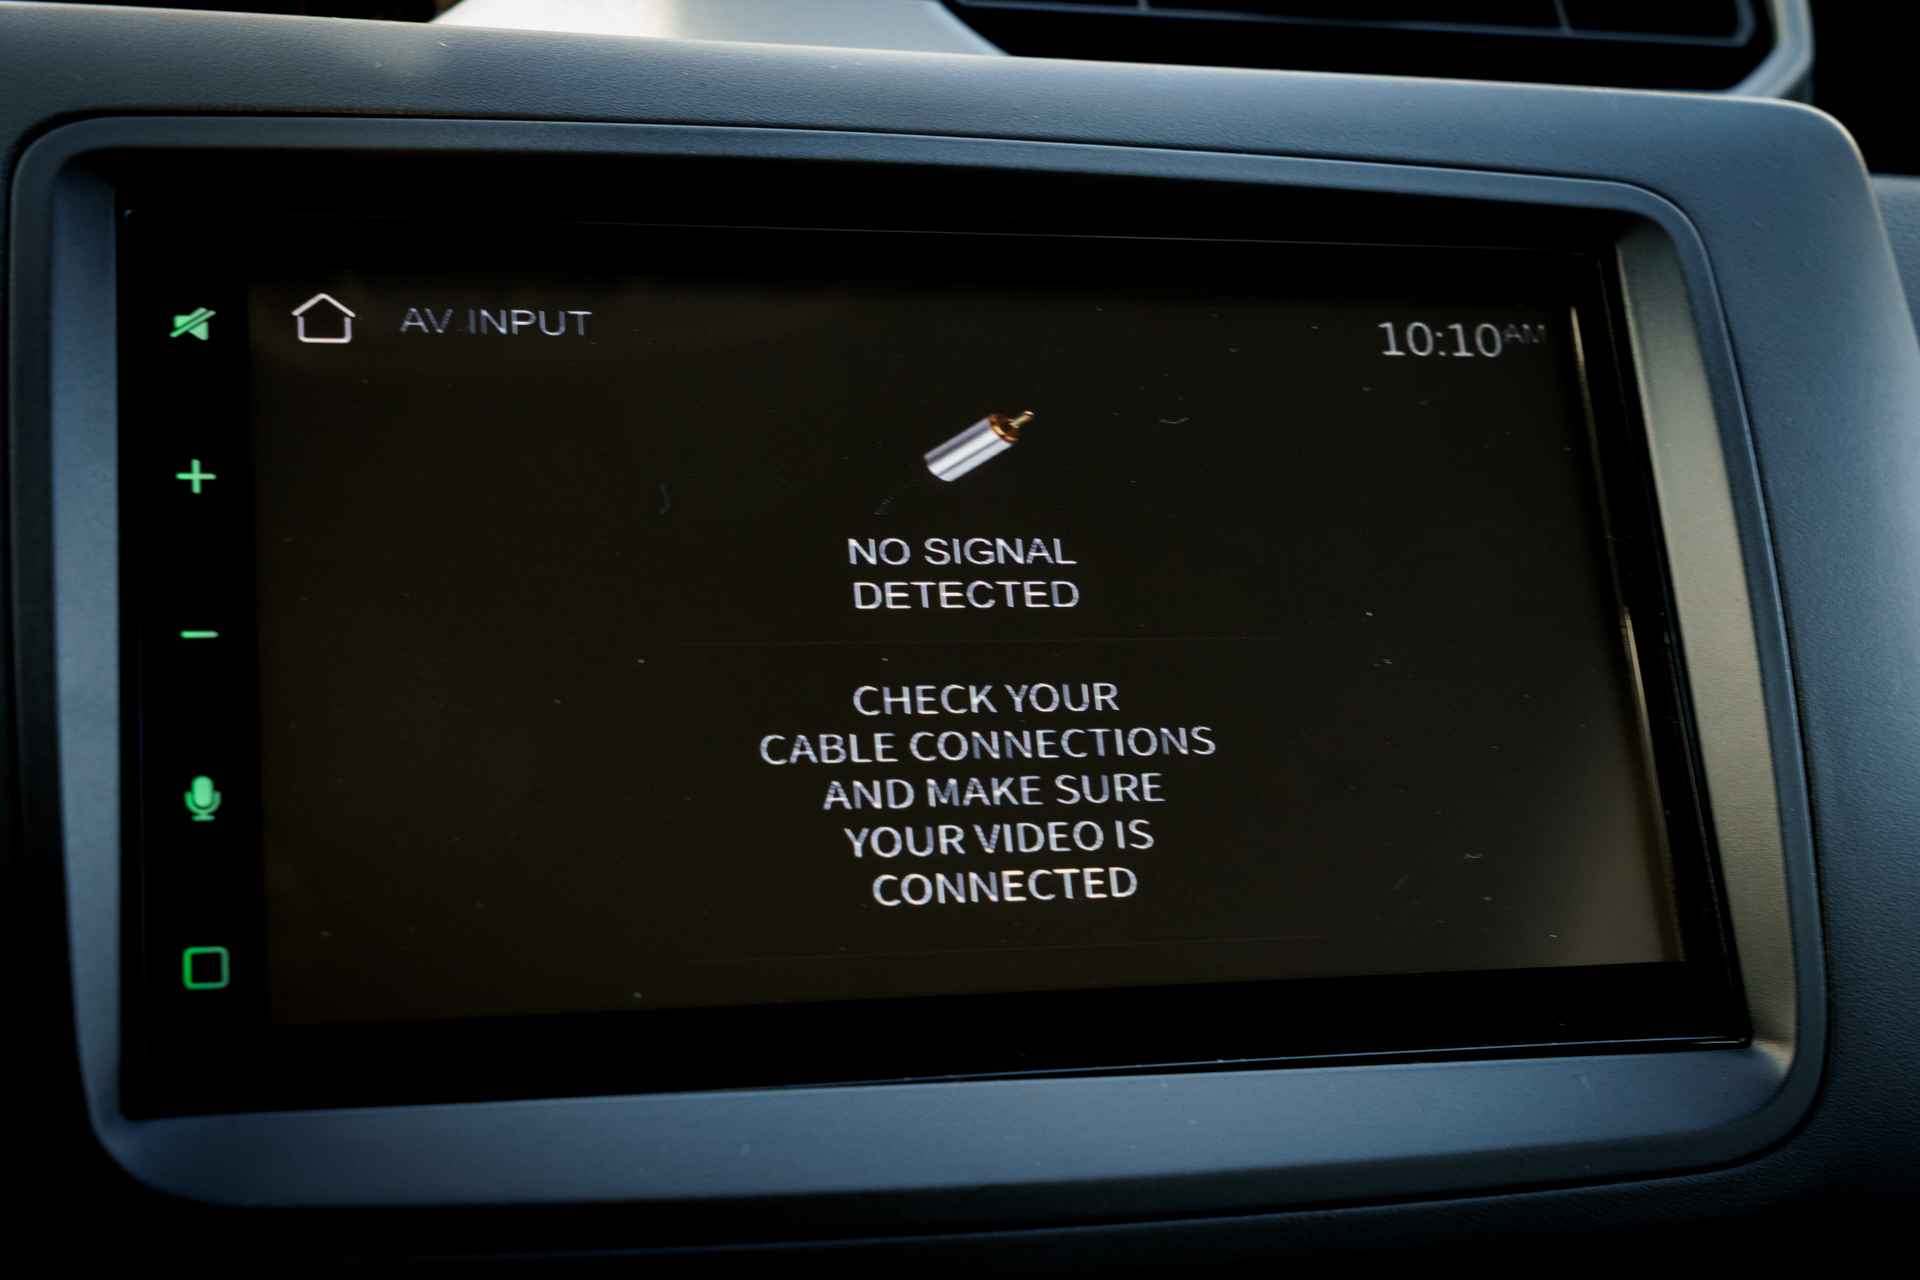 AV INPUT
10:10AM
NO SIGNAL
DETECTED
CHECK YOUR
CABLE CONNECTIONS
AND MAKE SURE
YOUR VIDEO IS
CONNECTED